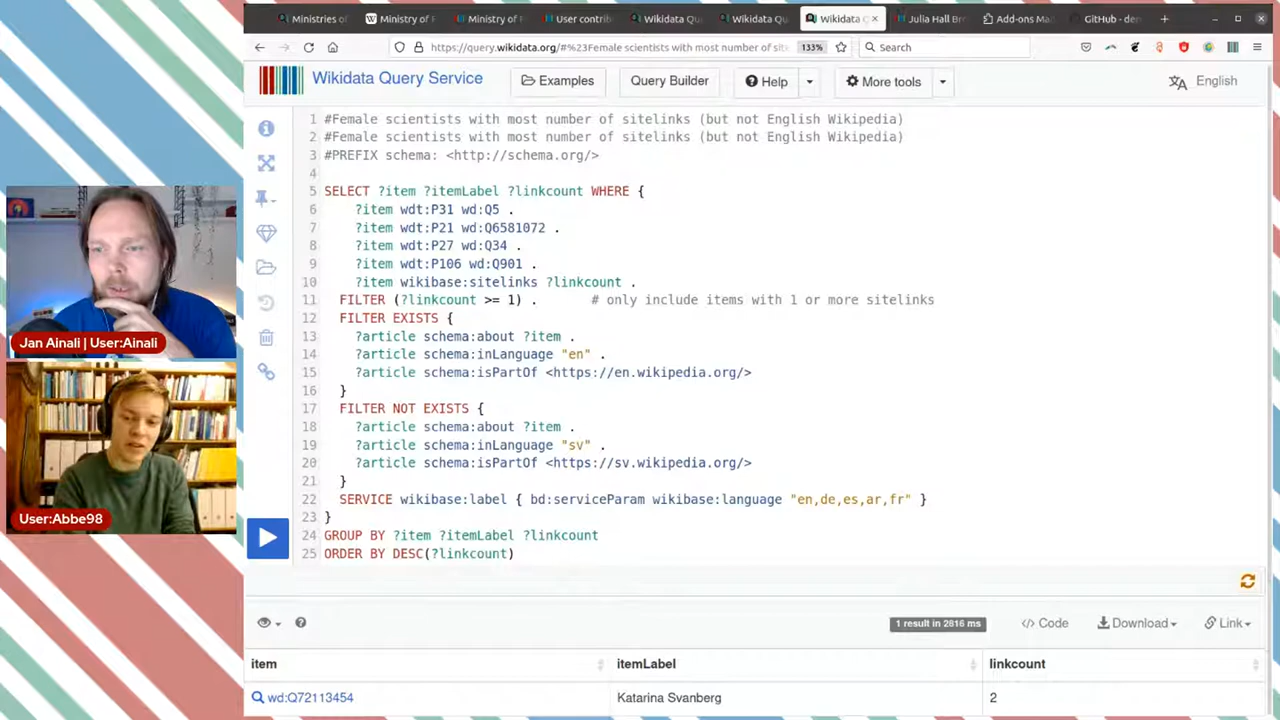 Ministries of
Ministry of F
Ministry of F
User contrib
Wikidata Qu
Wikidata Qu
Wikidata Q
Julia Hall Bro
Add-ons Ma
GitHub - der
https://query.wikidata.org/#%23Female scientists with most number of site
133%
Search
Wikidata Query Service
Examples
Query Builder
Help
More tools
English
1 #Female scientists with most number of sitelinks (but not English Wikipedia)
2 #Female scientists with most number of sitelinks (but not English Wikipedia)
3 #PREFIX schema: <http://schema.org/>
4
5 SELECT ?item ?itemLabel ?linkcount WHERE {
6 ?item wdt:P31 wd:Q5 .
7 ?item wdt:P21 wd:Q6581072 .
8 ?item wdt:P27 wd:Q34 .
9 ?item wdt:P106 wd:Q901 .
10 ?item wikibase:sitelinks ?linkcount .
11 FILTER (?linkcount >= 1) . # only include items with 1 or more sitelinks
12 FILTER EXISTS {
13 ?article schema:about ?item .
14 ?article schema:inLanguage "en" .
15 ?article schema:isPartOf <https://en.wikipedia.org/>
16 }
17 FILTER NOT EXISTS {
18 ?article schema:about ?item .
19 ?article schema:inLanguage "sv" .
20 ?article schema:isPartOf <https://sv.wikipedia.org/>
21 }
22 SERVICE wikibase:label { bd:serviceParam wikibase:language "en,de,es,ar,fr" }
23 }
24 GROUP BY ?item ?itemLabel ?linkcount
25 ORDER BY DESC(?linkcount)
Jan Ainali | User:Ainali
User:Abbe98
1 result in 2816 ms
</> Code
Download
Link
item
itemLabel
linkcount
wd:Q72113454
Katarina Svanberg
2